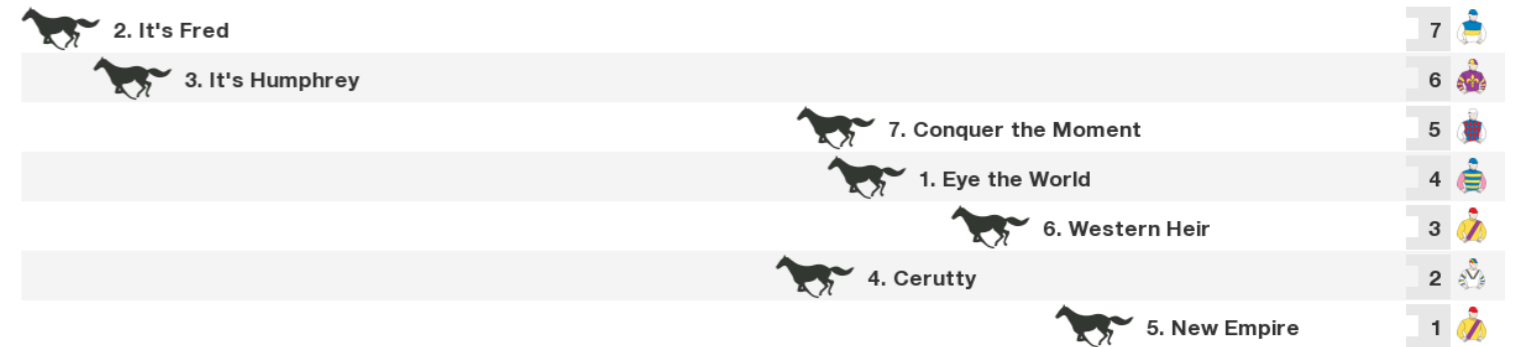 2. It's Fred 7
3. It's Humphrey 6
7. Conquer the Moment 5
1. Eye the World 4
6. Western Heir 3
4. Cerutty 2
5. New Empire 1